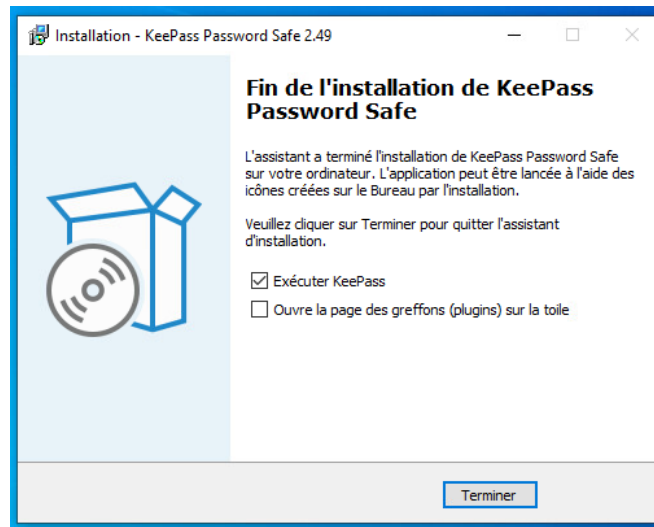 Installation - KeePass Password Safe 2.49
Fin de l'installation de KeePass
Password Safe
L'assistant a terminé l'installation de KeePass Password Safe
sur votre ordinateur. L'application peut être lancée à l'aide des
icônes créées sur le Bureau par l'installation.
Veuillez cliquer sur Terminer pour quitter l'assistant
d'installation.
Exécuter KeePass
Ouvre la page des greffons (plugins) sur la toile
Terminer